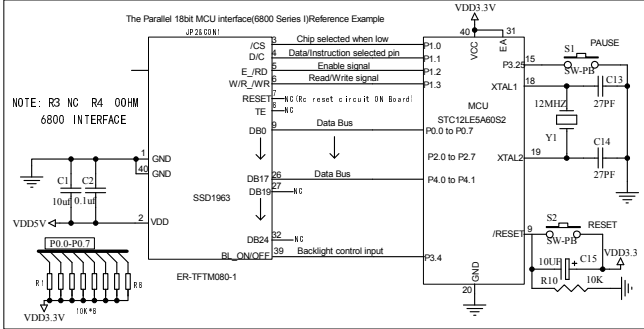 The Parallel 18bit MCU interface(6800 Series I)Reference Example
VDD3.3V
JP2&CON1
3 Chip selected when low
/CS P1.0
4 Data/Instruction selected pin
D/C P1.1
5 Enable signal
E_/RD P1.2
6 Read/Write signal
W/R_/WR P1.3
7 NC(Rc reset circuit ON Board)
RESET
8 NC
TE
9 Data Bus
DB0 P0.0 to P0.7
P2.0 to P2.7
26 Data Bus
DB17 P4.0 to P4.1
27 NC
DB19
32 NC
DB24
39 Backlight control input
BL_ON/OFF P3.4
SSD1963
ER-TFTM080-1
NOTE: R3 NC R4 0OHM
6800 INTERFACE
1 GND
40 GND
C1 C2
10uf 0.1uf
VDD5V 2 VDD
P0.0-P0.7
R1 R8
10K*8
VDD3.3V
40 31
VCC EA
MCU
STC12LE5A60S2
P3.25 15
S1 PAUSE
SW-PB
XTAL1 18
C13
27PF
12MHZ
Y1
XTAL2 19
C14
27PF
S2 RESET
/RESET 9
SW-PB
VDD3.3
10UF C15
R10 10K
20 GND